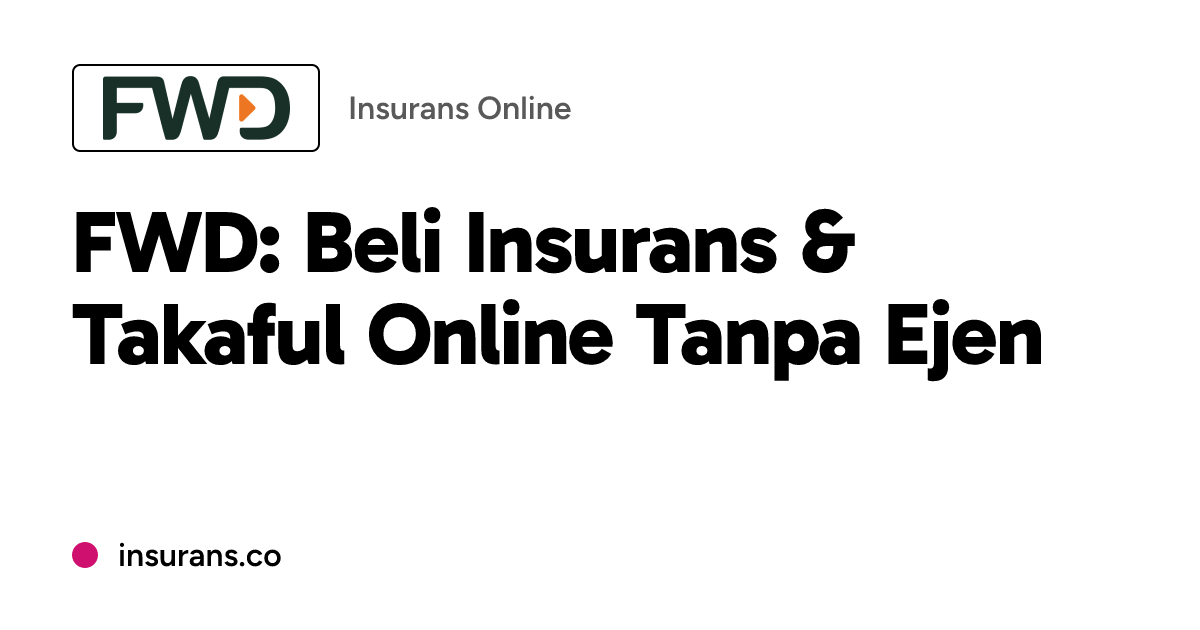 FWD
Insurans Online
FWD: Beli Insurans &
Takaful Online Tanpa Ejen
insurans.co